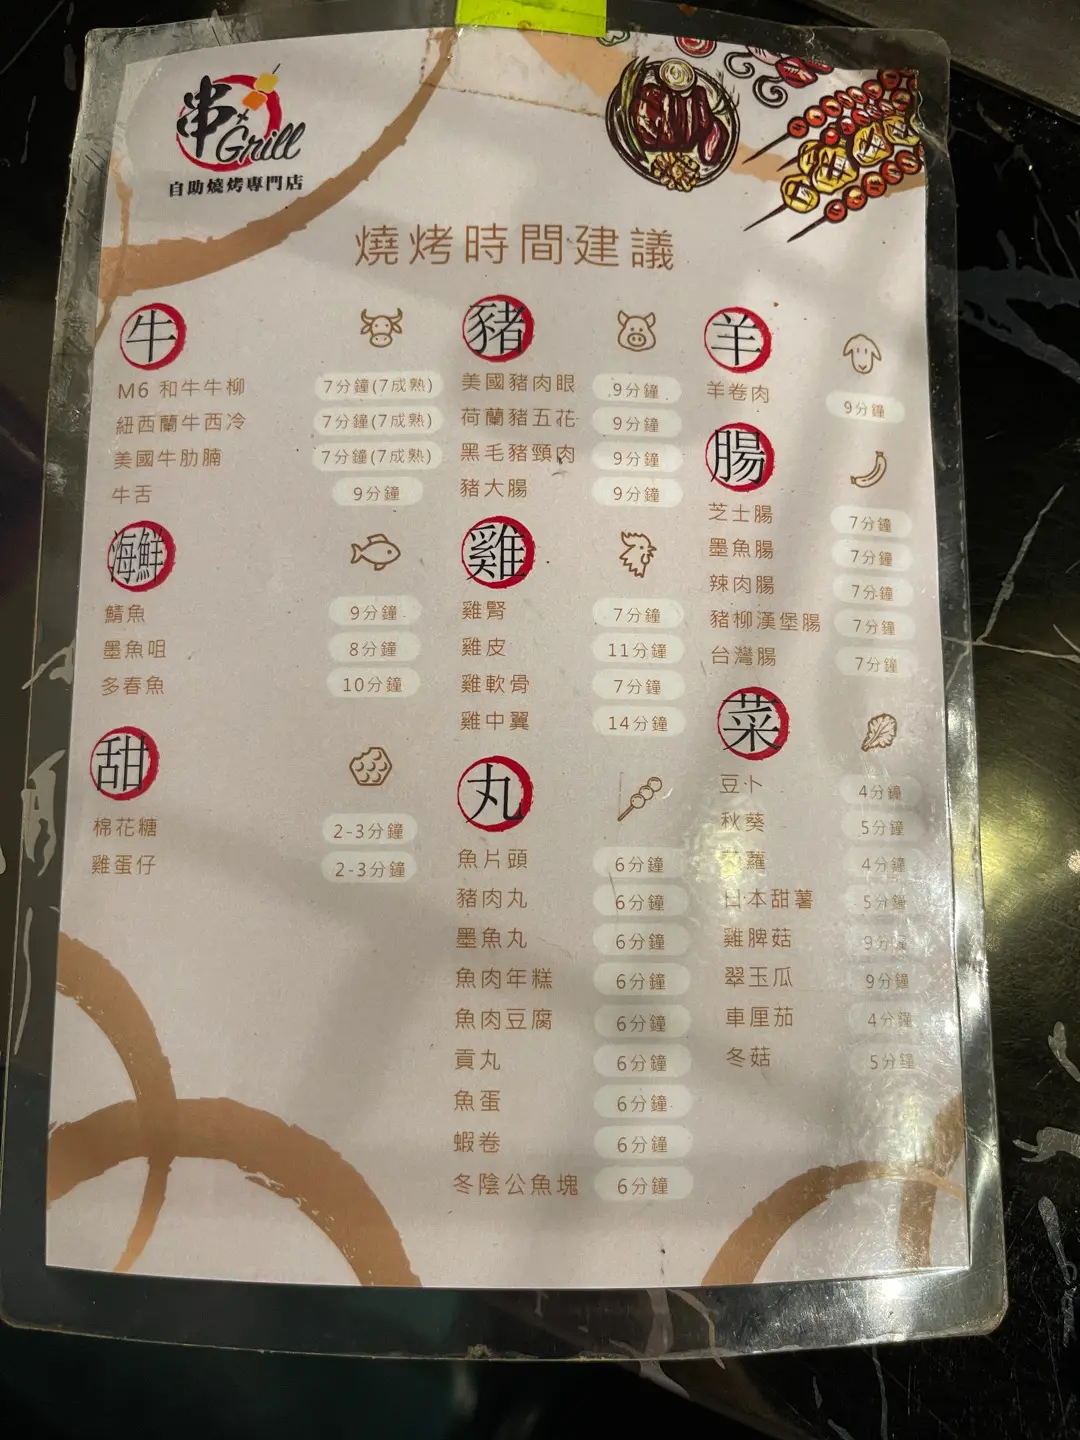 串
Grill
自助燒烤專門店
燒烤時間建議
牛
M6 和牛牛柳 7分鐘(7成熟)
紐西蘭牛西冷 7分鐘(7成熟)
美國牛肋腩 7分鐘(7成熟)
牛舌 9分鐘
海鮮
鯖魚 9分鐘
墨魚咀 8分鐘
多春魚 10分鐘
甜
棉花糖 2-3分鐘
雞蛋仔 2-3分鐘
豬
美國豬肉眼 9分鐘
荷蘭豬五花 9分鐘
黑毛豬頸肉 9分鐘
豬大腸 9分鐘
雞
雞腎 7分鐘
雞皮 11分鐘
雞軟骨 7分鐘
雞中翼 14分鐘
丸
魚片頭 6分鐘
豬肉丸 6分鐘
墨魚丸 6分鐘
魚肉年糕 6分鐘
魚肉豆腐 6分鐘
貢丸 6分鐘
魚蛋 6分鐘
蝦卷 6分鐘
冬陰公魚塊 6分鐘
羊
羊卷肉 9分鐘
腸
芝士腸 7分鐘
墨魚腸 7分鐘
辣肉腸 7分鐘
豬柳漢堡腸 7分鐘
台灣腸 7分鐘
菜
豆卜 4分鐘
秋葵 5分鐘
蘿 4分鐘
日本甜薯 5分鐘
雞脾菇 9分鐘
翠玉瓜 9分鐘
車厘茄 4分鐘
冬菇 5分鐘